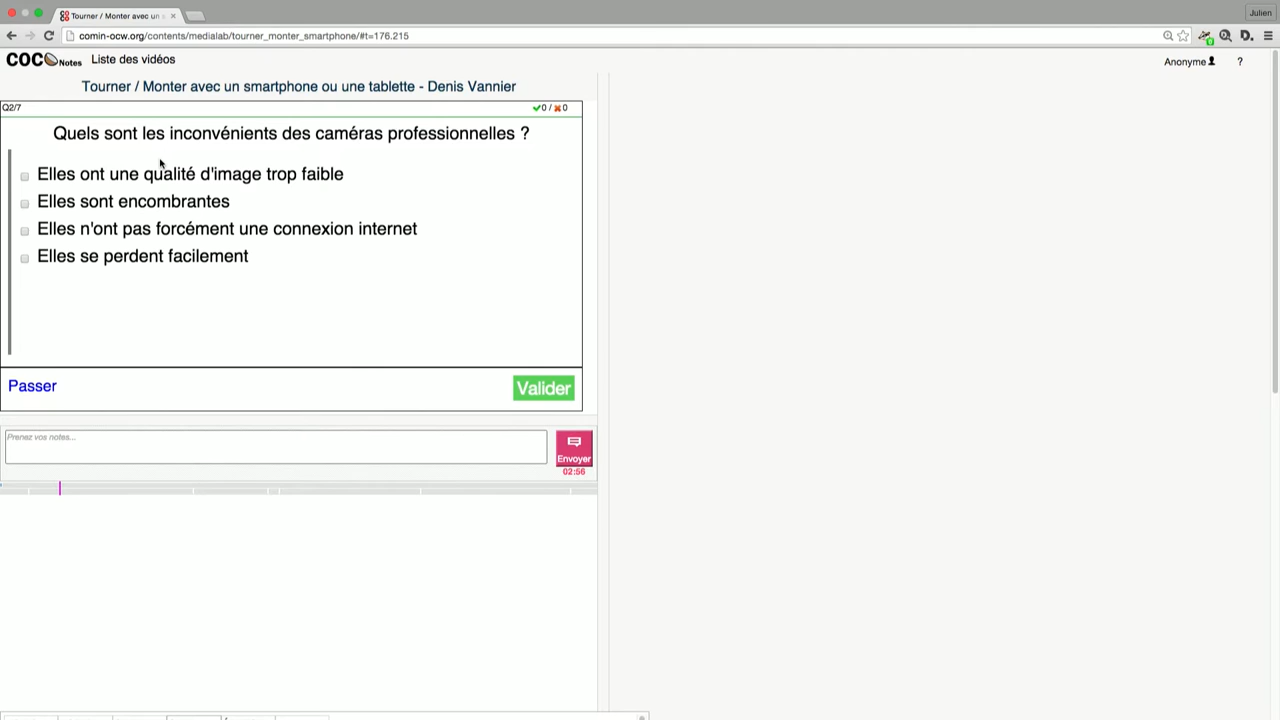 Tourner / Monter avec un
Julien
comin-ocw.org/contents/medialab/tourner_monter_smartphone/#t=176.215
COCO Notes
Liste des vidéos
Anonyme
?
Tourner / Monter avec un smartphone ou une tablette - Denis Vannier
Q2/7
0 / 0
Quels sont les inconvénients des caméras professionnelles ?
Elles ont une qualité d'image trop faible
Elles sont encombrantes
Elles n'ont pas forcément une connexion internet
Elles se perdent facilement
Passer
Valider
Prenez vos notes...
Envoyer
02:56